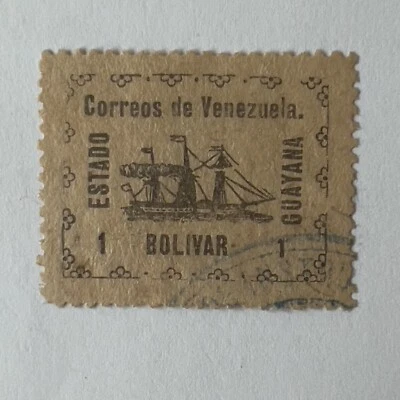 Correos de Venezuela.
ESTADO
GUAYANA
1 BOLIVAR 1